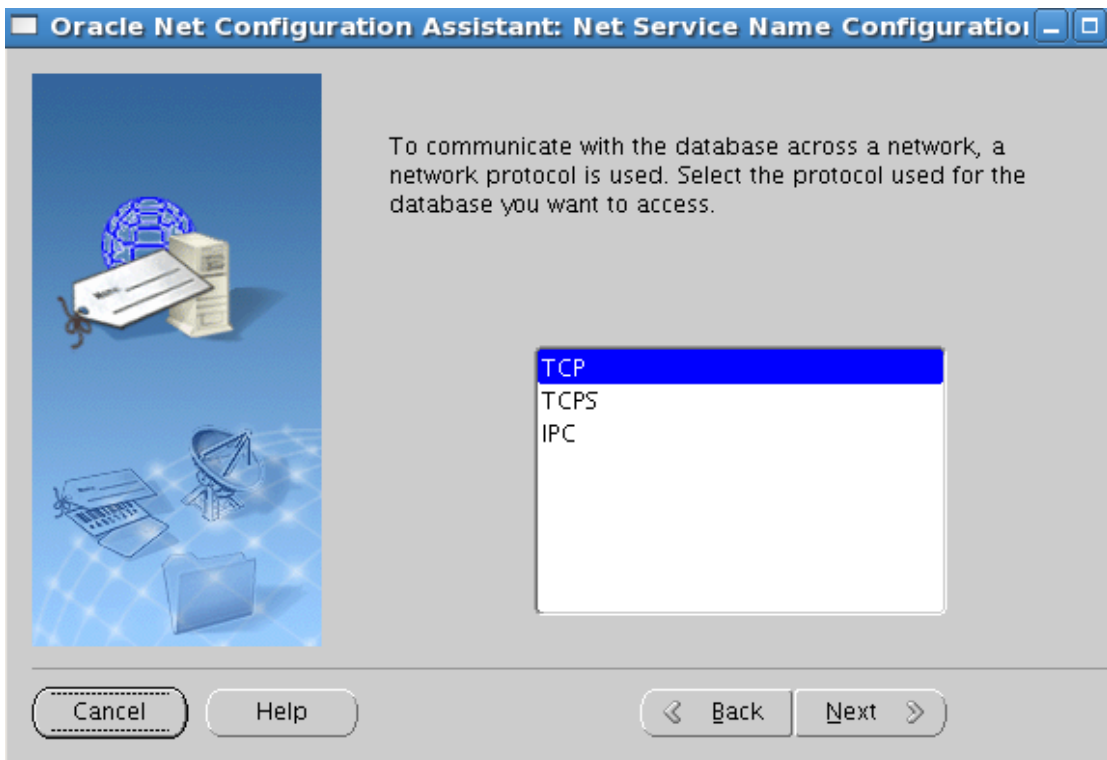 Oracle Net Configuration Assistant: Net Service Name Configuration
To communicate with the database across a network, a
network protocol is used. Select the protocol used for the
database you want to access.
TCP
TCPS
IPC
Cancel
Help
Back
Next